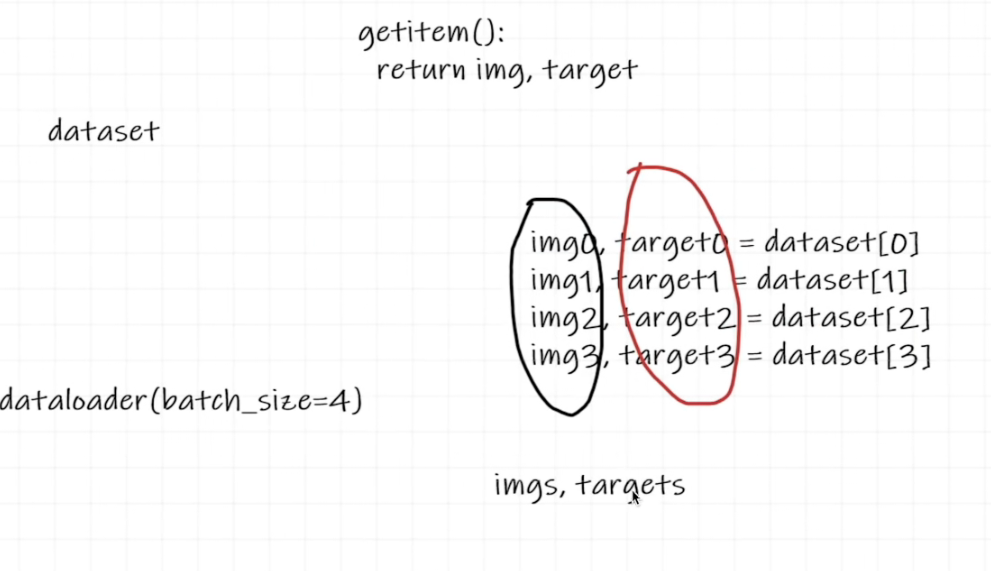 getitem():
return img, target
dataset
img0, target0 = dataset[0]
img1, target1 = dataset[1]
img2, target2 = dataset[2]
img3, target3 = dataset[3]
dataloader(batch_size=4)
imgs, targets